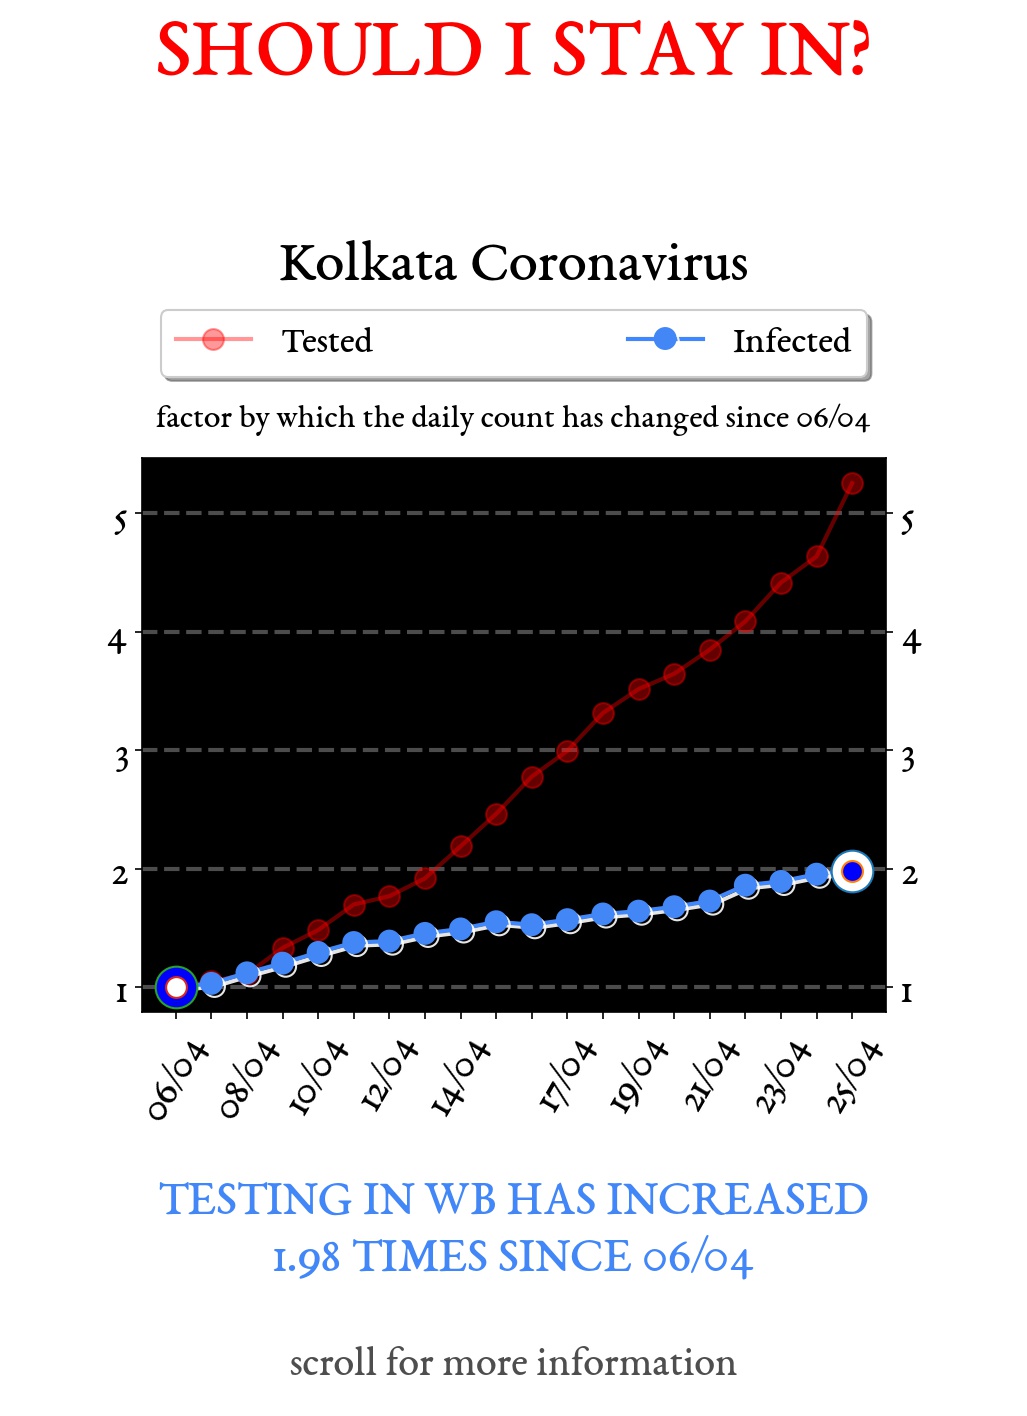 SHOULD I STAY IN?
Kolkata Coronavirus
Tested Infected
factor by which the daily count has changed since 06/04
5 5
4 4
3 3
2 2
1 1
06/04 08/04 10/04 12/04 14/04 17/04 19/04 21/04 23/04 25/04
TESTING IN WB HAS INCREASED
1.98 TIMES SINCE 06/04
scroll for more information